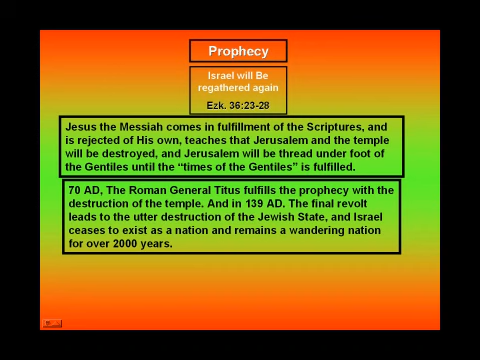 Prophecy
Israel will Be
regathered again
Ezk. 36:23-28
Jesus the Messiah comes in fulfillment of the Scriptures, and
is rejected of His own, teaches that Jerusalem and the temple
will be destroyed, and Jerusalem will be thread under foot of
the Gentiles until the “times of the Gentiles” is fulfilled.
70 AD, The Roman General Titus fulfills the prophecy with the
destruction of the temple. And in 139 AD. The final revolt
leads to the utter destruction of the Jewish State, and Israel
ceases to exist as a nation and remains a wandering nation
for over 2000 years.